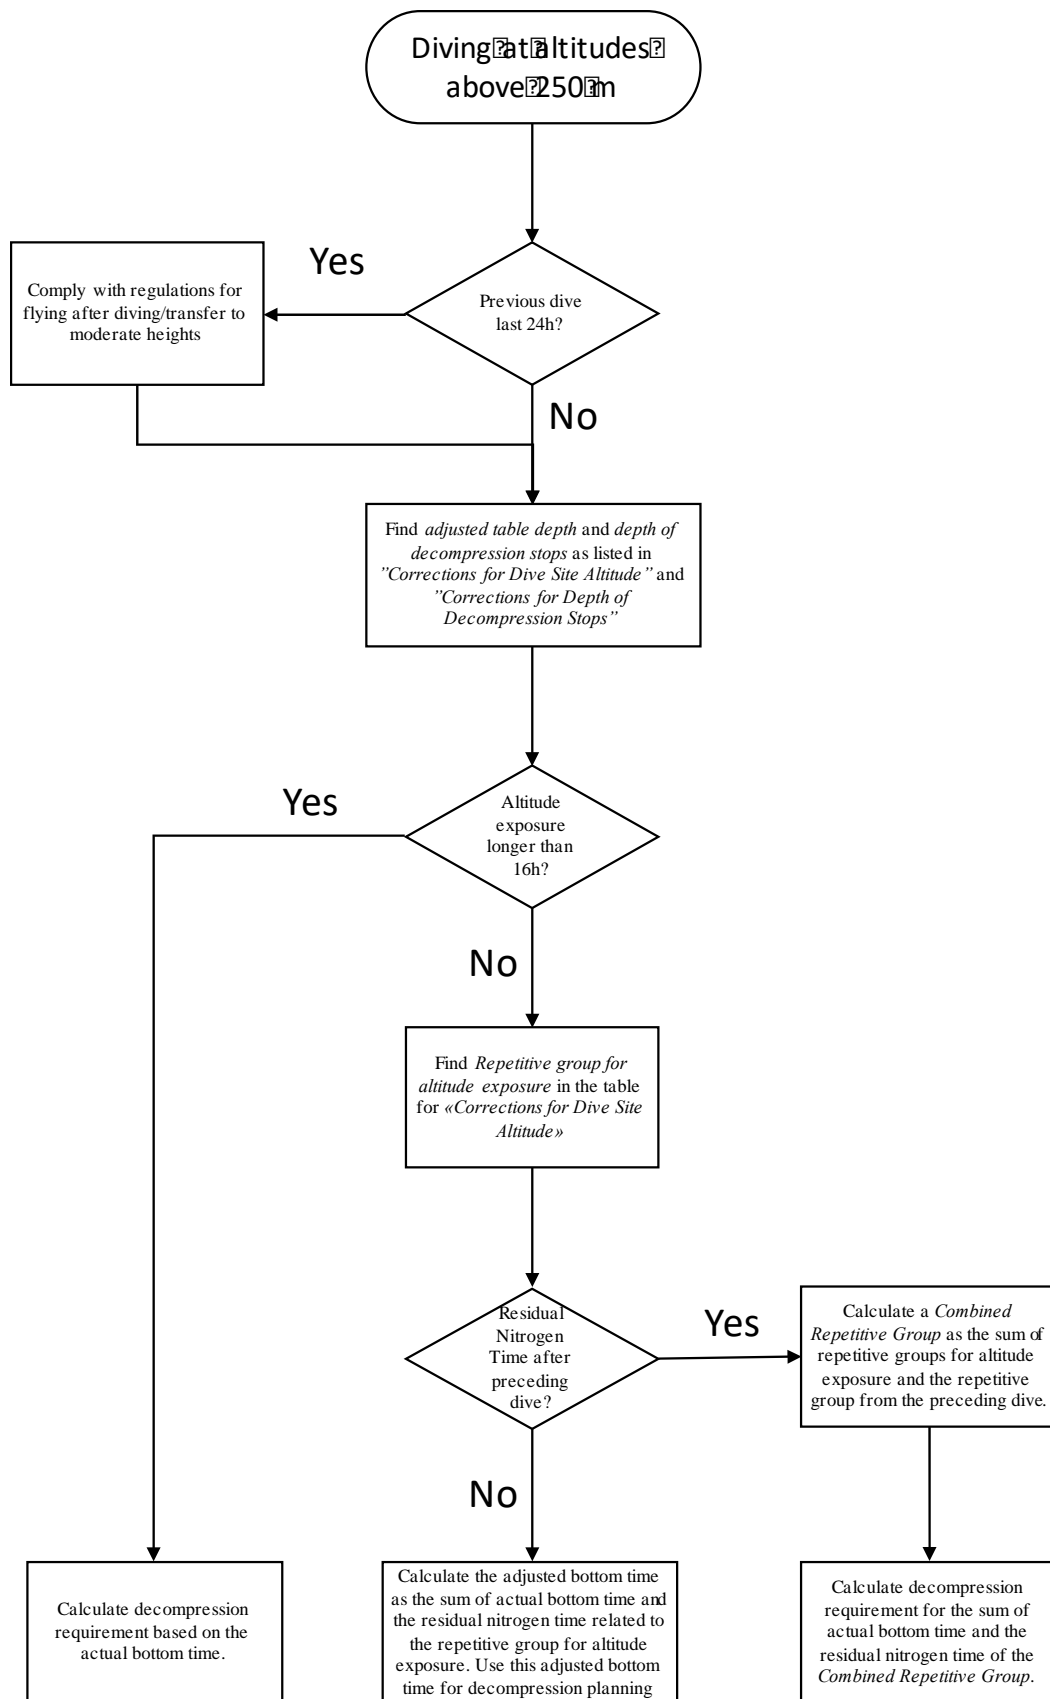 Diving at altitudes
above 250 m
Yes
Comply with regulations for
flying after diving/transfer to
moderate heights
Previous dive
last 24h?
No
Find adjusted table depth and depth of
decompression stops as listed in
”Corrections for Dive Site Altitude” and
”Corrections for Depth of
Decompression Stops”
Yes
Altitude
exposure
longer than
16h?
No
Find Repetitive group for
altitude exposure in the table
for «Corrections for Dive Site
Altitude»
Residual
Nitrogen
Time after
preceding
dive?
Yes
Calculate a Combined
Repetitive Group as the sum of
repetitive groups for altitude
exposure and the repetitive
group from the preceding dive.
No
Calculate decompression
requirement based on the
actual bottom time.
Calculate the adjusted bottom time
as the sum of actual bottom time and
the residual nitrogen time related to
the repetitive group for altitude
exposure. Use this adjusted bottom
time for decompression planning
Calculate decompression
requirement for the sum of
actual bottom time and the
residual nitrogen time of the
Combined Repetitive Group.